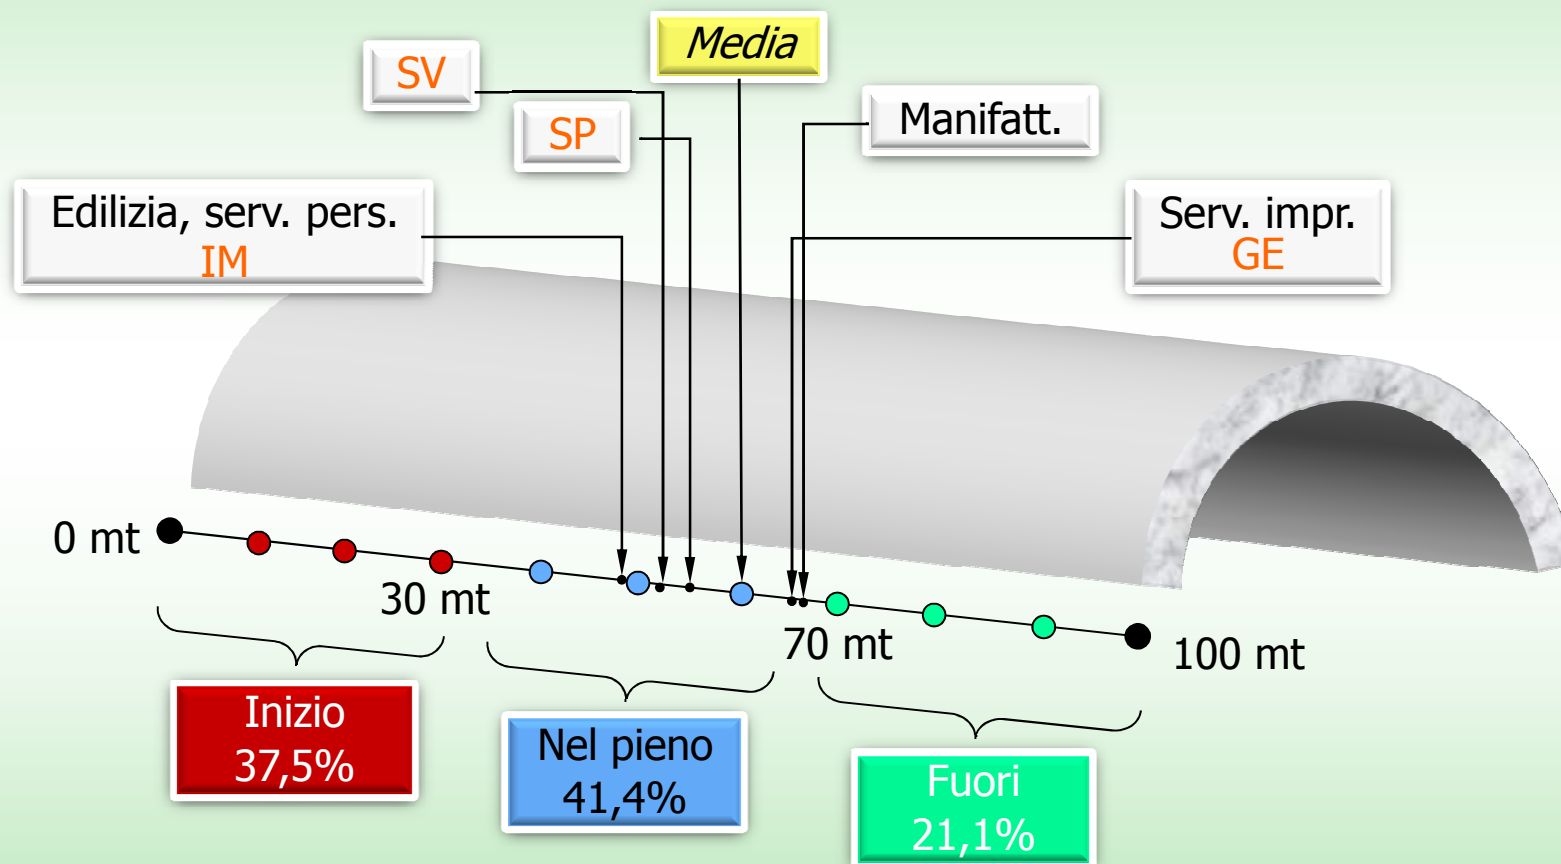 Media
SV
SP
Manifatt.
Edilizia, serv. pers.
IM
Serv. impr.
GE
0 mt
30 mt
70 mt
100 mt
Inizio
37,5%
Nel pieno
41,4%
Fuori
21,1%